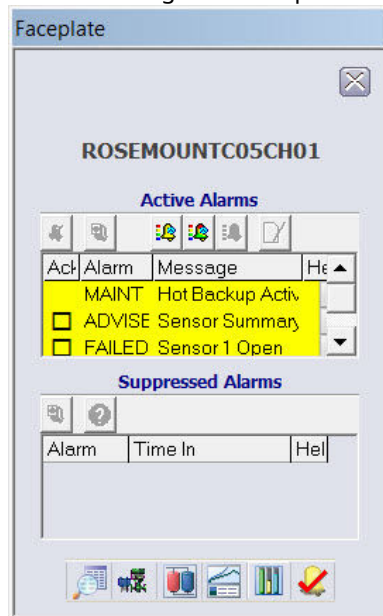 Faceplate
ROSEMOUNTC05CH01
Active Alarms
Ack Alarm Message He
MAINT Hot Backup Activ
ADVISE Sensor Summary
FAILED Sensor 1 Open
Suppressed Alarms
Alarm Time In Hel